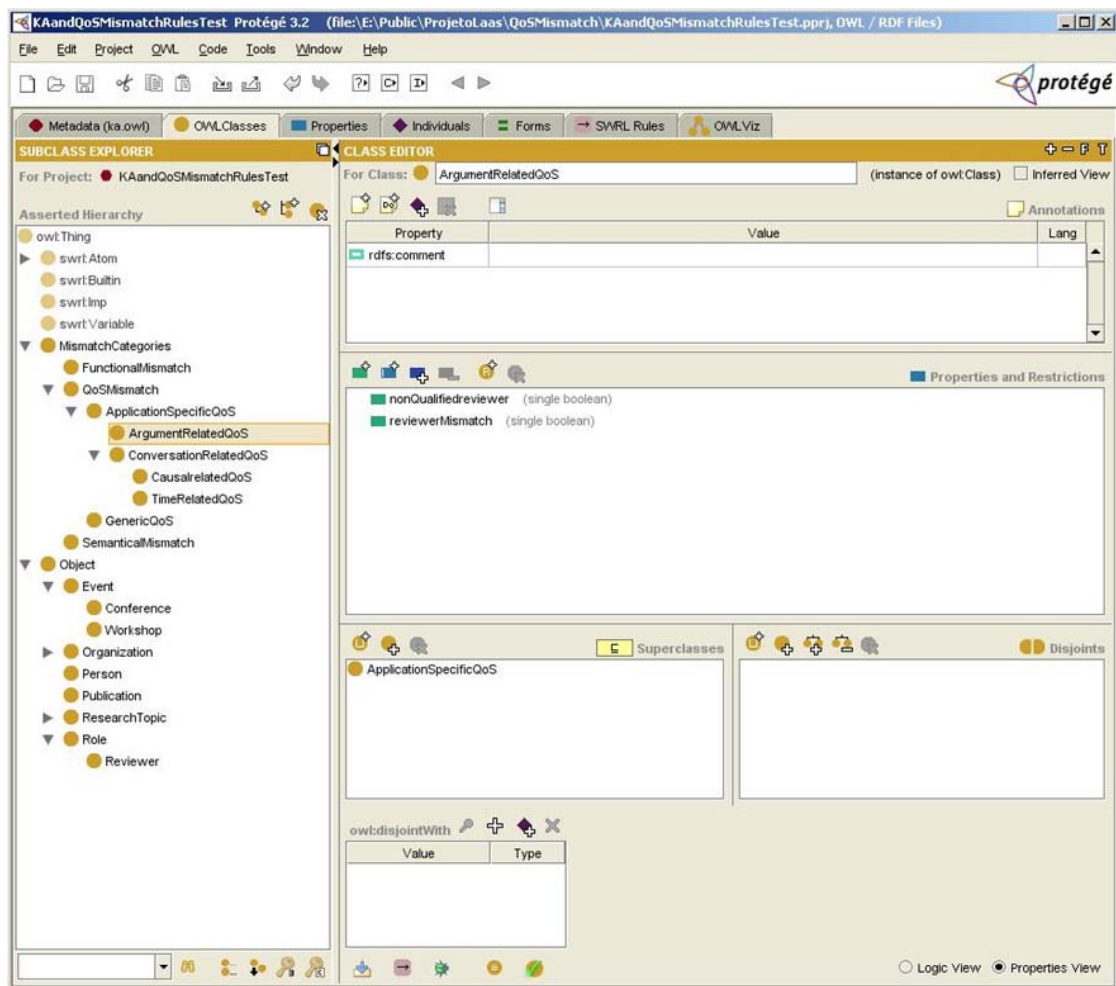 KAandQoSMismatchRulesTest Protégé 3.2 (file:\E:\Public\ProjetoLaas\QoSMismatch\KAandQoSMismatchRulesTest.pprj, OWL / RDF Files)
File Edit Project OWL Code Tools Window Help
protégé
Metadata (ka.owl) OWLClasses Properties Individuals Forms SWRL Rules OWLViz
SUBCLASS EXPLORER
For Project: KAandQoSMismatchRulesTest
Asserted Hierarchy
owl:Thing
swrl:Atom
swrl:Builtin
swrl:Imp
swrl:Variable
MismatchCategories
FunctionalMismatch
QoSMismatch
ApplicationSpecificQoS
ArgumentRelatedQoS
ConversationRelatedQoS
CausalrelatedQoS
TimeRelatedQoS
GenericQoS
SemanticalMismatch
Object
Event
Conference
Workshop
Organization
Person
Publication
ResearchTopic
Role
Reviewer
CLASS EDITOR
For Class: ArgumentRelatedQoS (instance of owl:Class) Inferred View
Annotations
Property Value Lang
rdfs:comment
Properties and Restrictions
nonQualifiedreviewer (single boolean)
reviewerMismatch (single boolean)
Superclasses
ApplicationSpecificQoS
Disjoints
owl:disjointWith
Value Type
Logic View Properties View